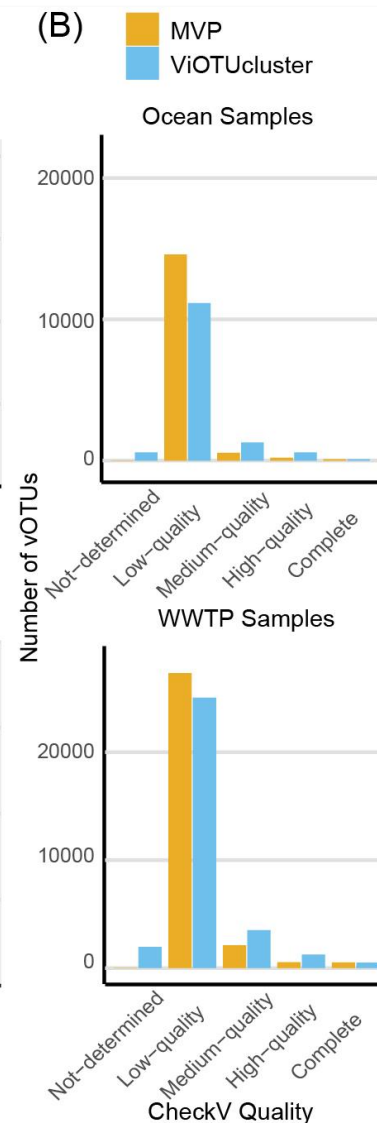 (B)
MVP
ViOTUcluster
Ocean Samples
20000
10000
0
Not-determined
Low-quality
Medium-quality
High-quality
Complete
Number of vOTUs
WWTP Samples
20000
10000
0
Not-determined
Low-quality
Medium-quality
High-quality
Complete
CheckV Quality